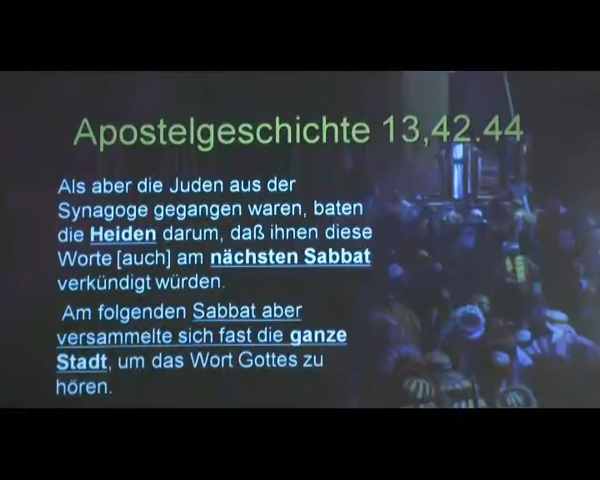 Apostelgeschichte 13,42.44
Als aber die Juden aus der
Synagoge gegangen waren, baten
die Heiden darum, daß ihnen diese
Worte [auch] am nächsten Sabbat
verkündigt würden.
Am folgenden Sabbat aber
versammelte sich fast die ganze
Stadt, um das Wort Gottes zu
hören.